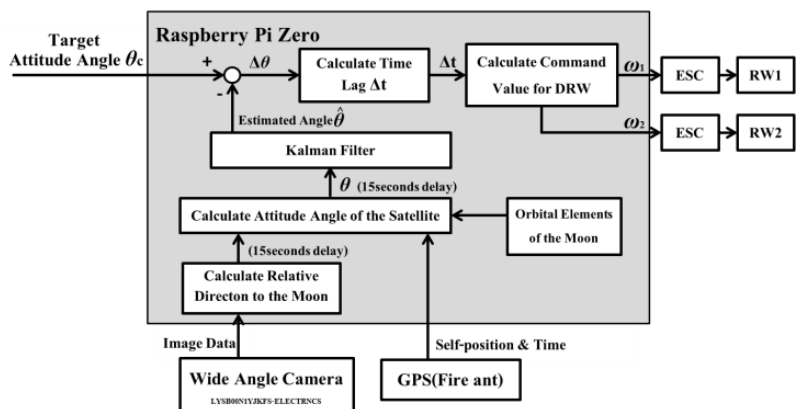 Raspberry Pi Zero
Target
Attitude Angle θc
+
-
Δθ
Calculate Time
Lag Δt
Δt
Calculate Command
Value for DRW
ω1
ESC
RW1
ω2
ESC
RW2
Estimated Angle θ̂
Kalman Filter
θ (15seconds delay)
Calculate Attitude Angle of the Satellite
Orbital Elements
of the Moon
(15seconds delay)
Calculate Relative
Directon to the Moon
Image Data
Self-position & Time
Wide Angle Camera
LYSB00N1YJKFS-ELECTRNCS
GPS(Fire ant)